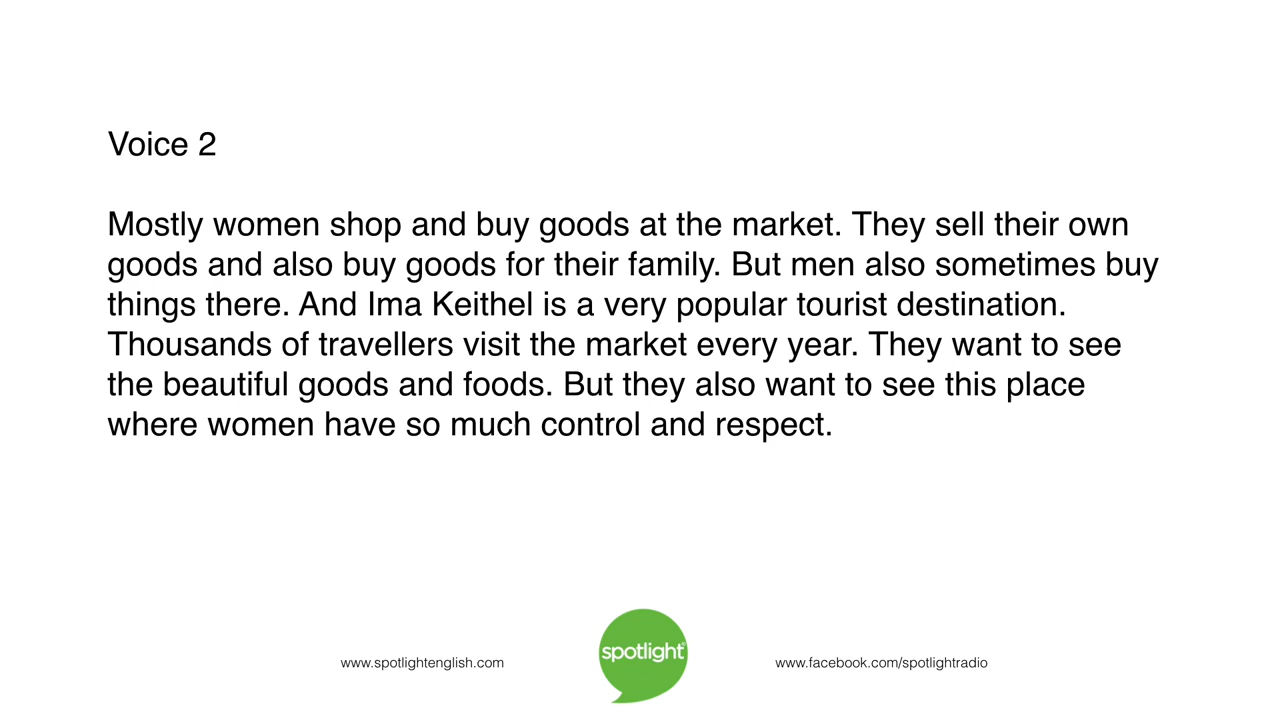 Voice 2
Mostly women shop and buy goods at the market. They sell their own
goods and also buy goods for their family. But men also sometimes buy
things there. And Ima Keithel is a very popular tourist destination.
Thousands of travellers visit the market every year. They want to see
the beautiful goods and foods. But they also want to see this place
where women have so much control and respect.
www.spotlightenglish.com
spotlight®
www.facebook.com/spotlightradio